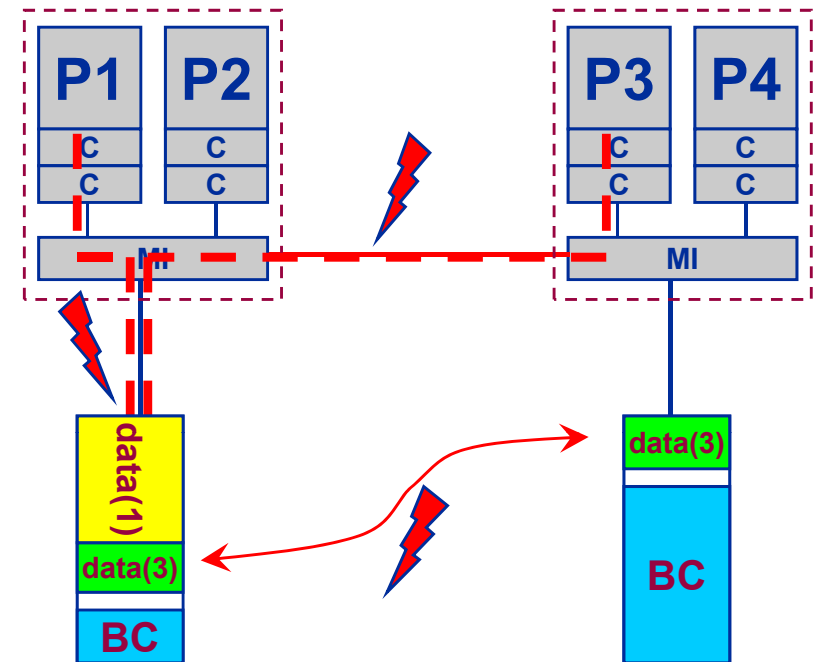 P1 P2 P3 P4
C C C C
C C C C
MI MI
data(1)
data(3)
data(3)
BC
BC